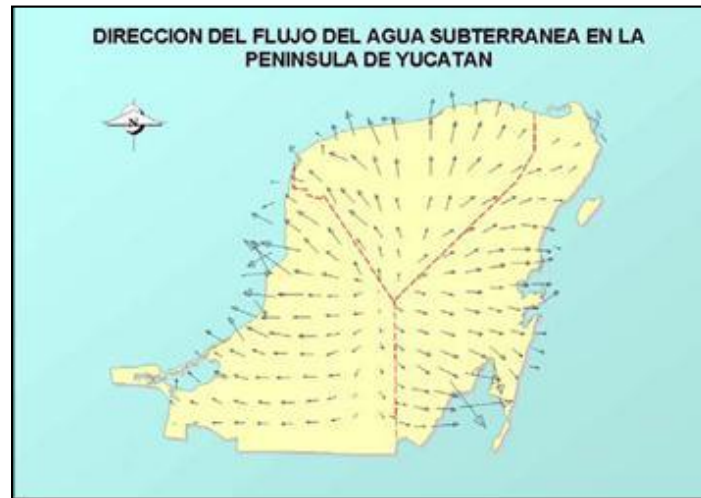 DIRECCION DEL FLUJO DEL AGUA SUBTERRANEA EN LA
PENINSULA DE YUCATAN
N